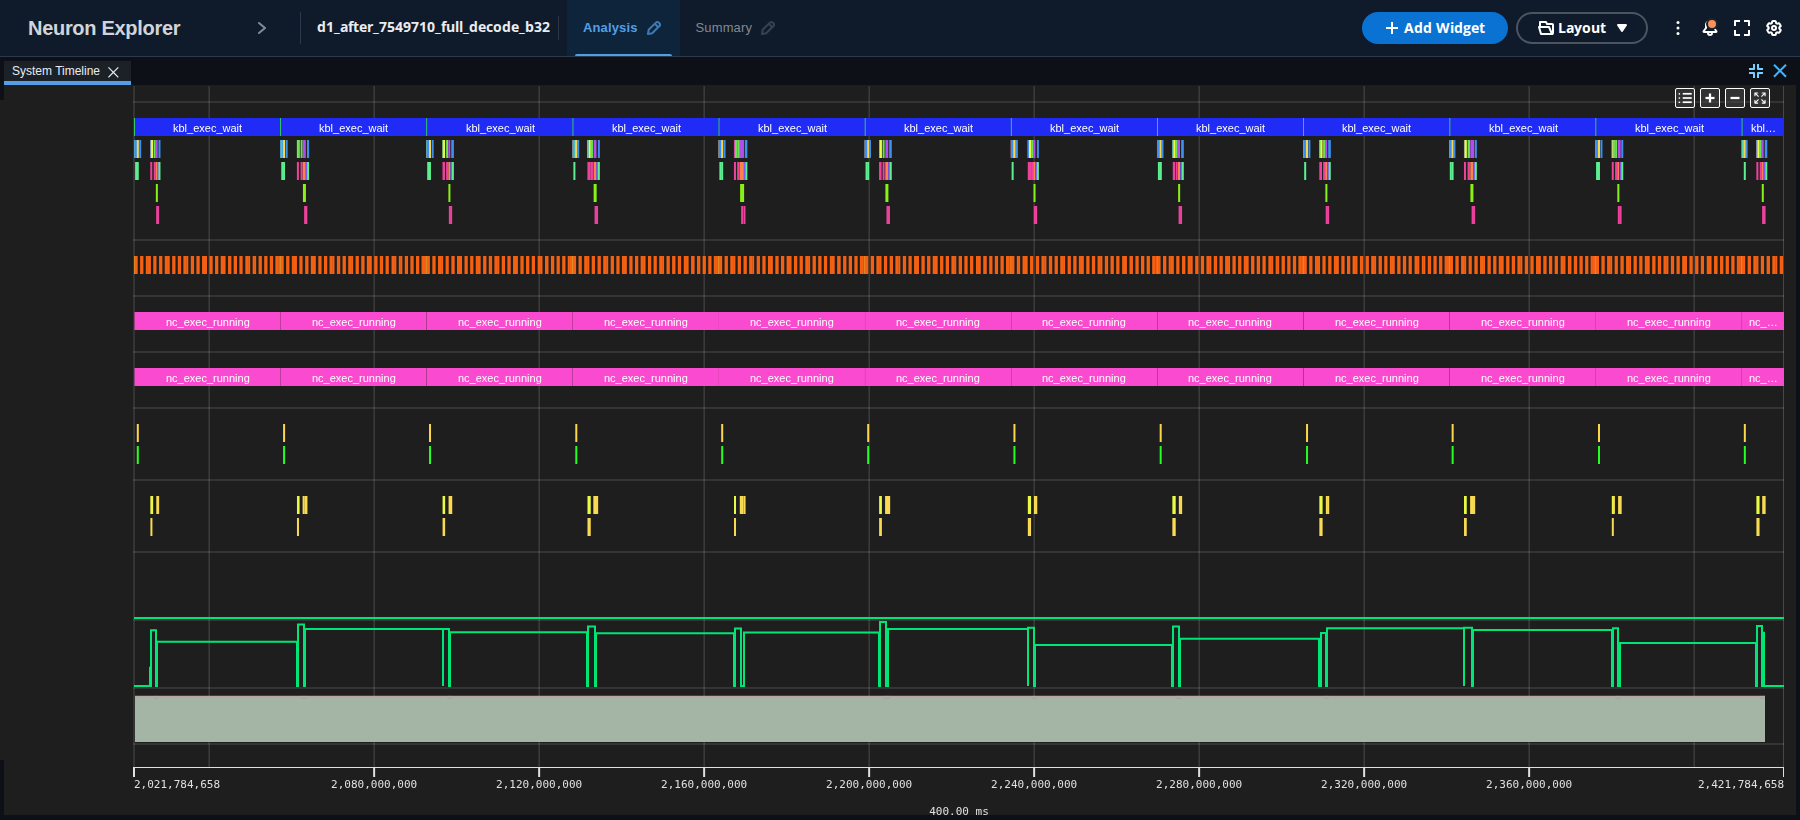 Neuron Explorer
d1_after_7549710_full_decode_b32
Analysis
Summary
Add Widget
Layout
System Timeline
kbl_exec_wait kbl_exec_wait kbl_exec_wait kbl_exec_wait kbl_exec_wait kbl_exec_wait kbl_exec_wait kbl_exec_wait kbl_exec_wait kbl_exec_wait kbl_exec_wait kbl...
nc_exec_running nc_exec_running nc_exec_running nc_exec_running nc_exec_running nc_exec_running nc_exec_running nc_exec_running nc_exec_running nc_exec_running nc_exec_running nc_...
nc_exec_running nc_exec_running nc_exec_running nc_exec_running nc_exec_running nc_exec_running nc_exec_running nc_exec_running nc_exec_running nc_exec_running nc_exec_running nc_...
2,021,784,658 2,080,000,000 2,120,000,000 2,160,000,000 2,200,000,000 2,240,000,000 2,280,000,000 2,320,000,000 2,360,000,000 2,421,784,658
400.00 ms